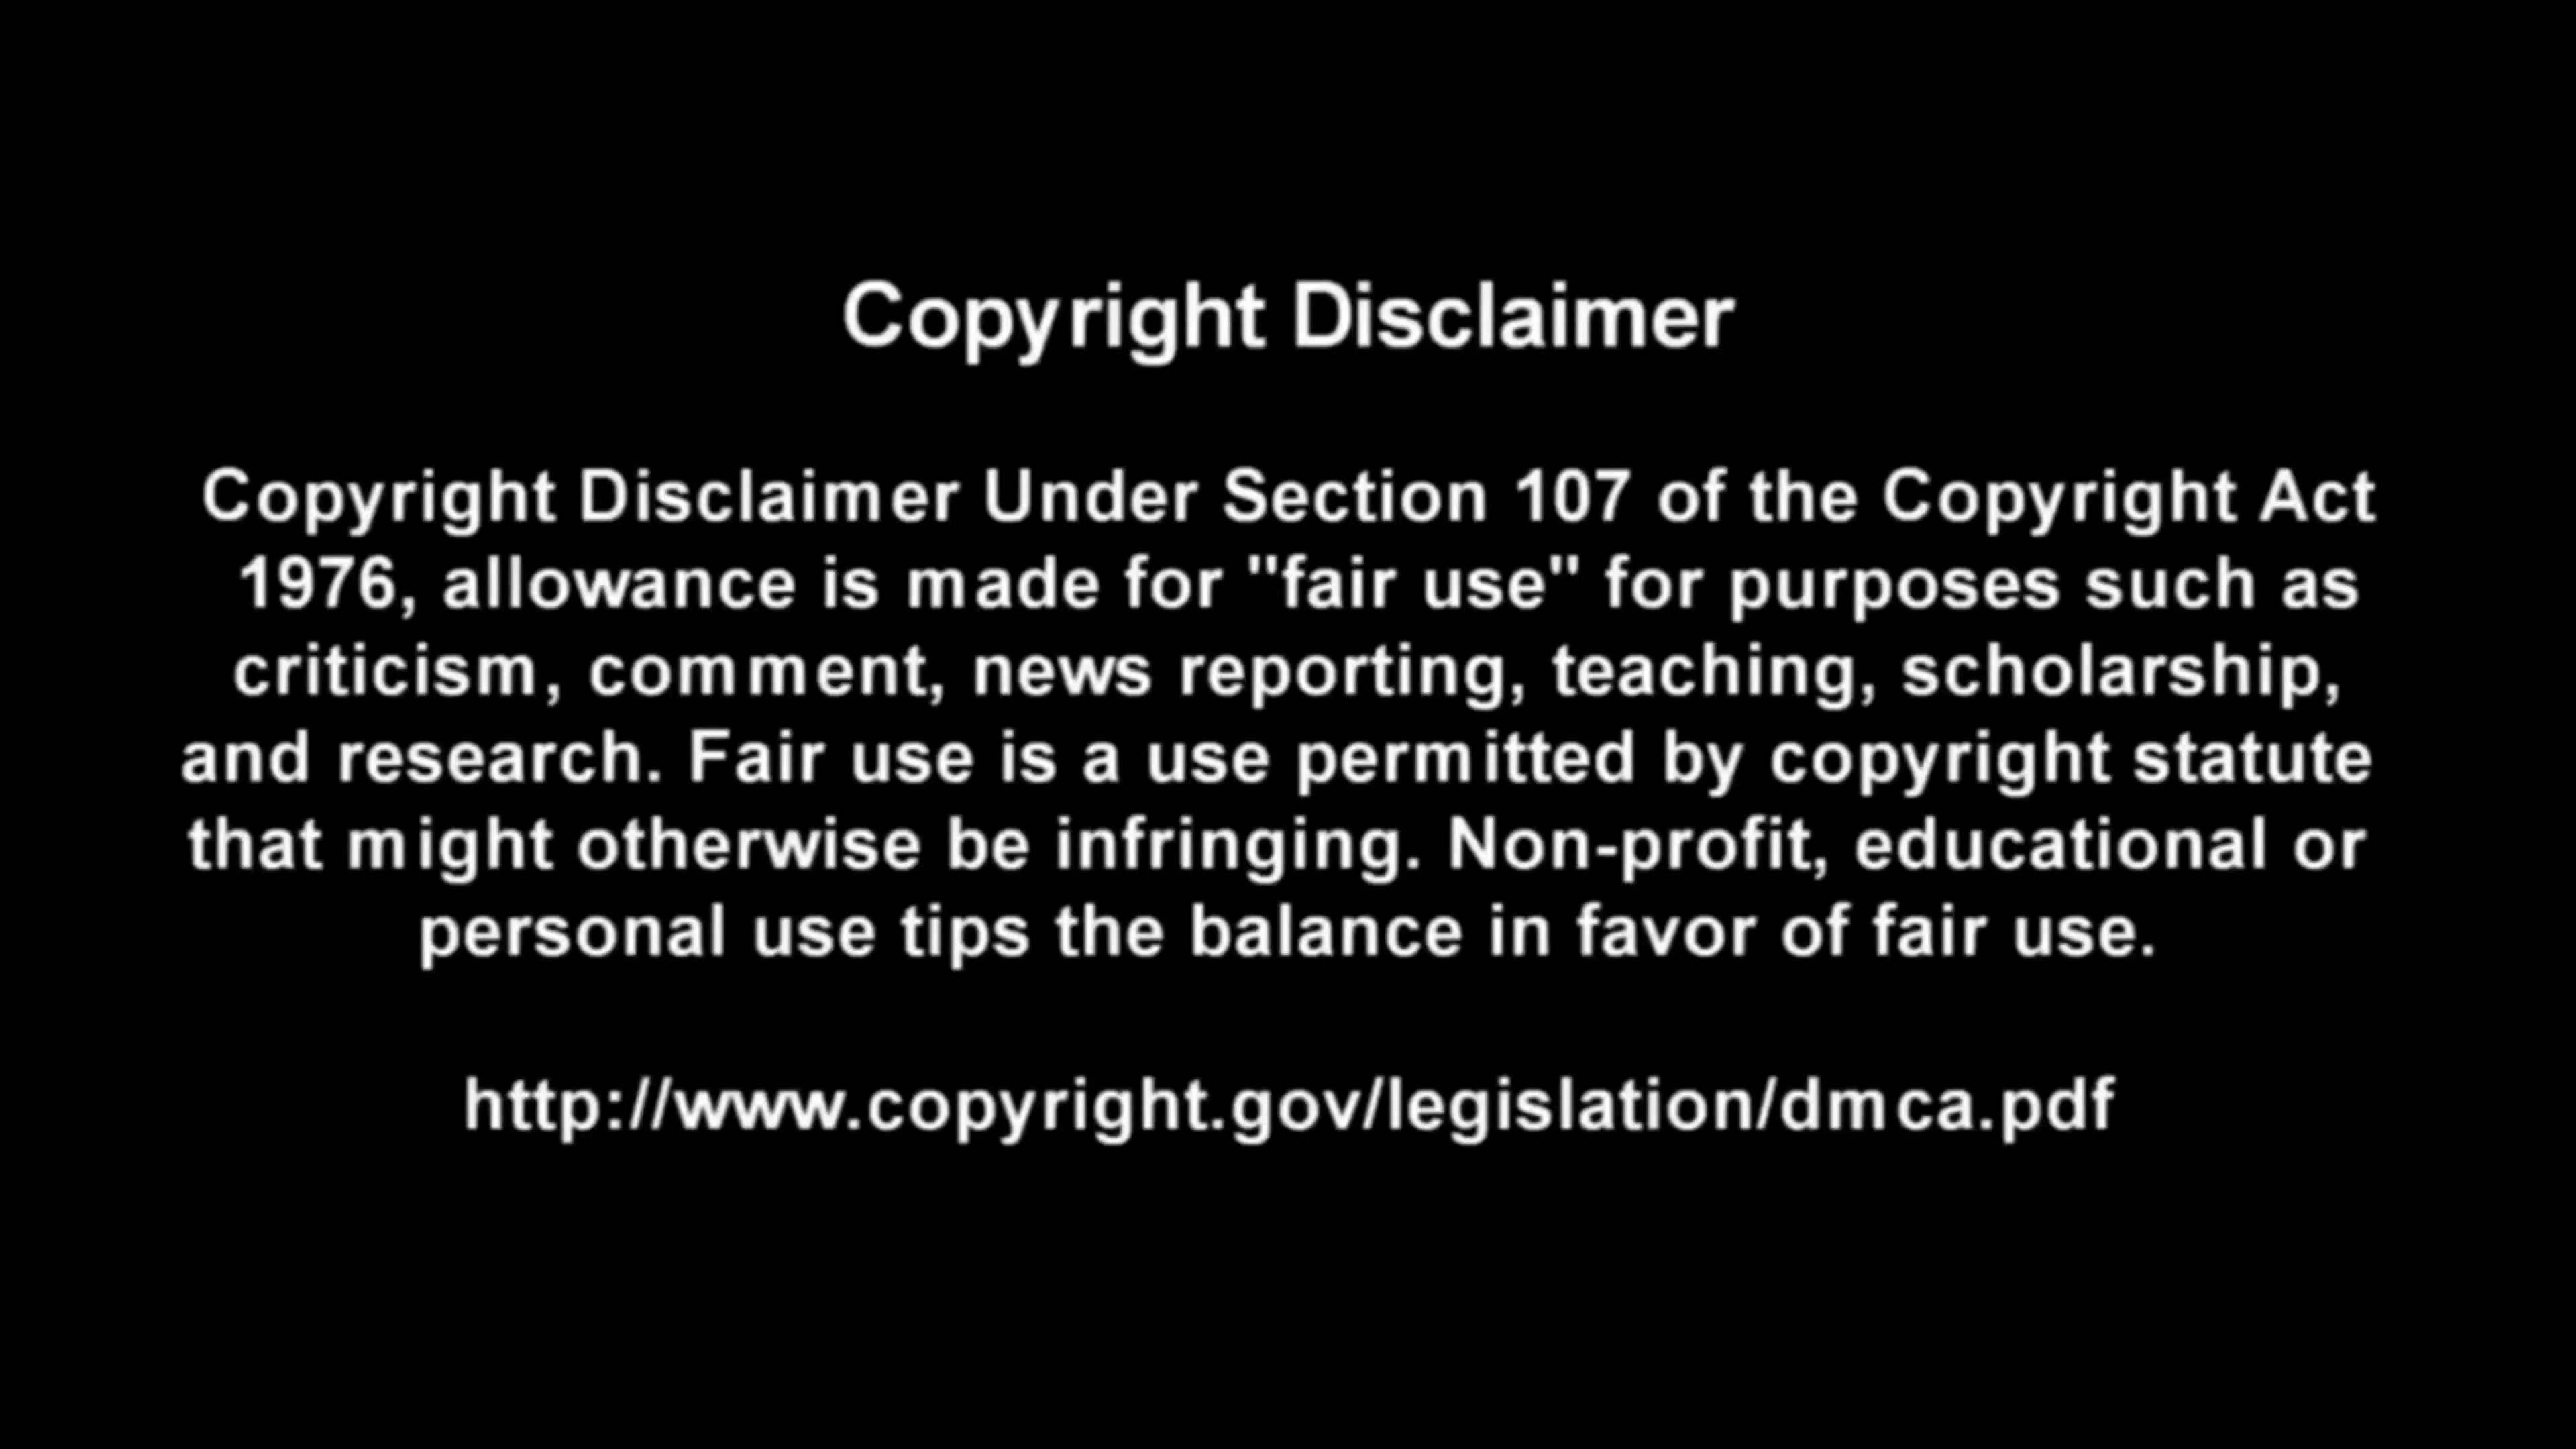 Copyright Disclaimer
Copyright Disclaimer Under Section 107 of the Copyright Act
1976, allowance is made for "fair use" for purposes such as
criticism, comment, news reporting, teaching, scholarship,
and research. Fair use is a use permitted by copyright statute
that might otherwise be infringing. Non-profit, educational or
personal use tips the balance in favor of fair use.
http://www.copyright.gov/legislation/dmca.pdf